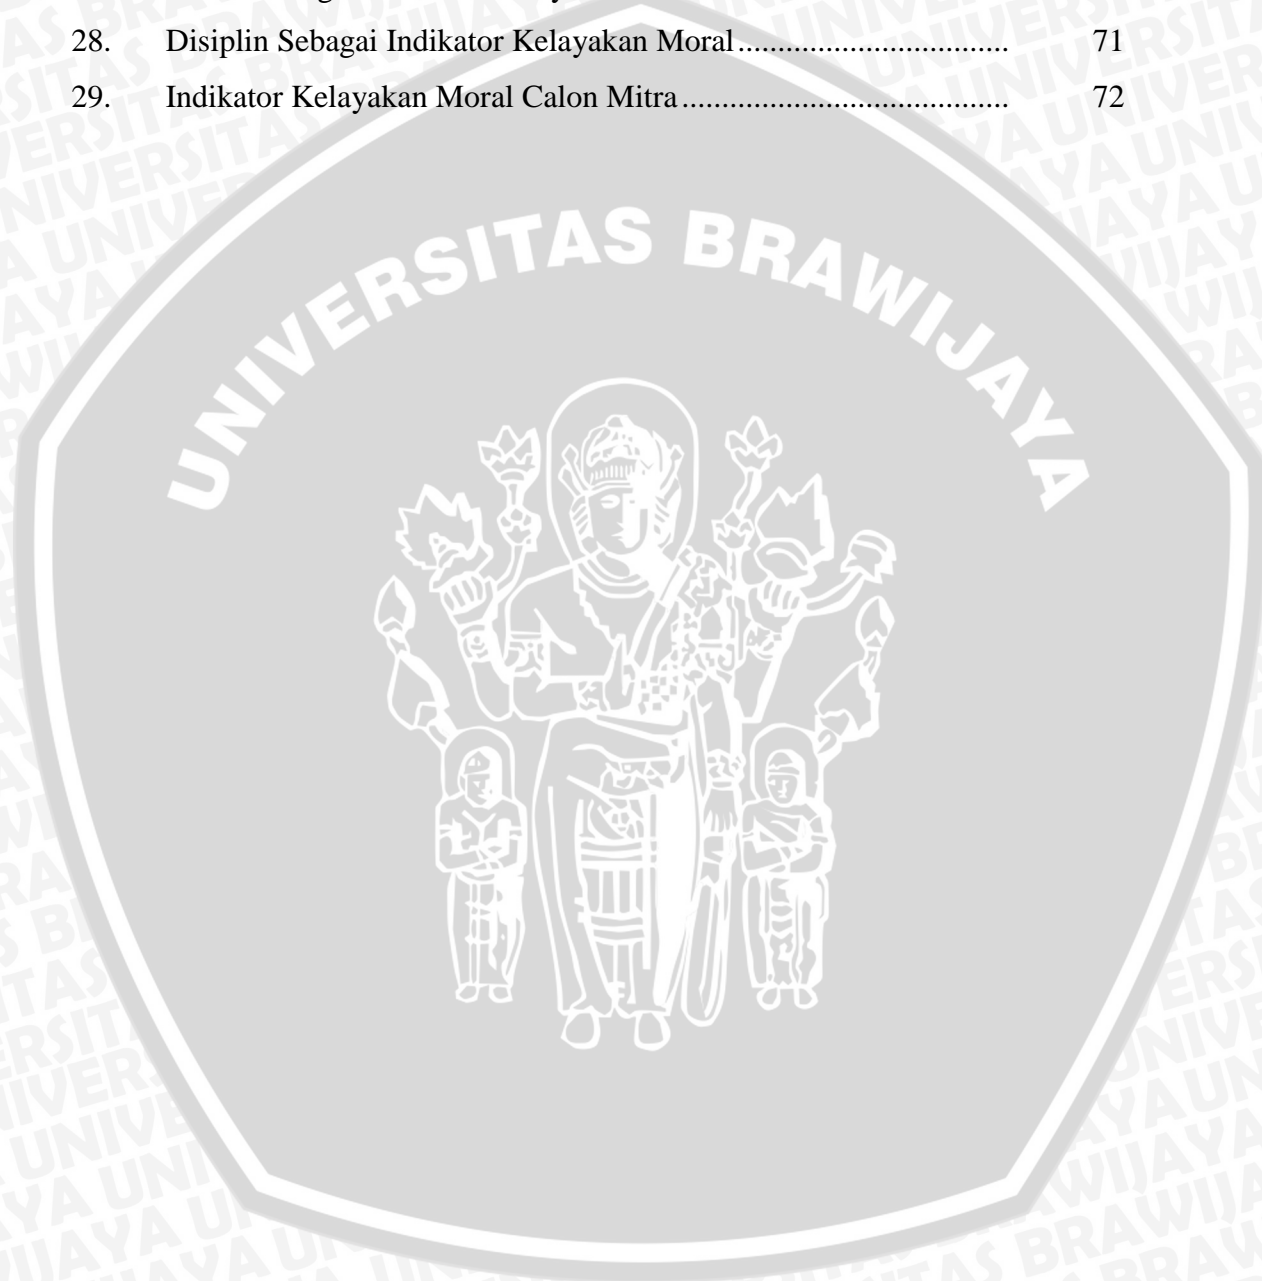 28. Disiplin Sebagai Indikator Kelayakan Moral .................................. 71
29. Indikator Kelayakan Moral Calon Mitra ......................................... 72
UNIVERSITAS BRAWIJAYA